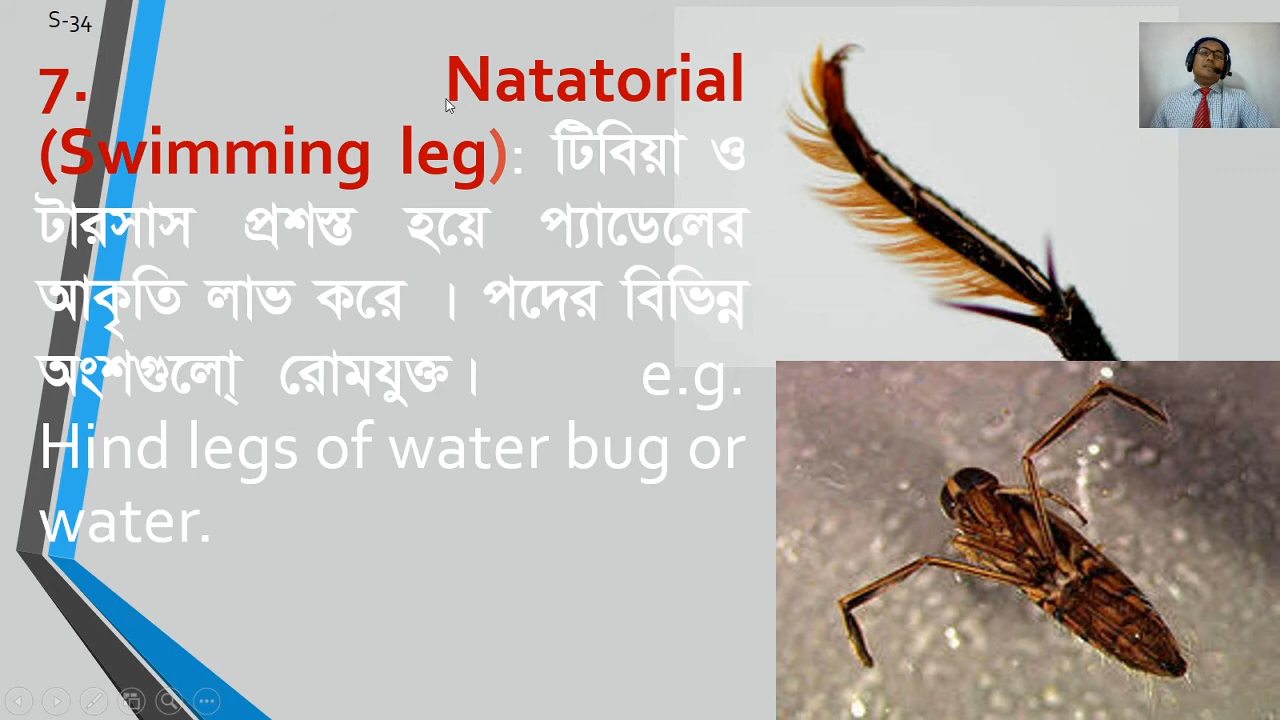 S-34
7. Natatorial
(Swimming leg): টিবিয়া ও
টারসাস প্রশস্ত হয়ে প্যাডেলের
আকৃতি লাভ করে । পদের বিভিন্ন
অংশগুলো্ রোমযুক্ত। e.g.
Hind legs of water bug or
water.